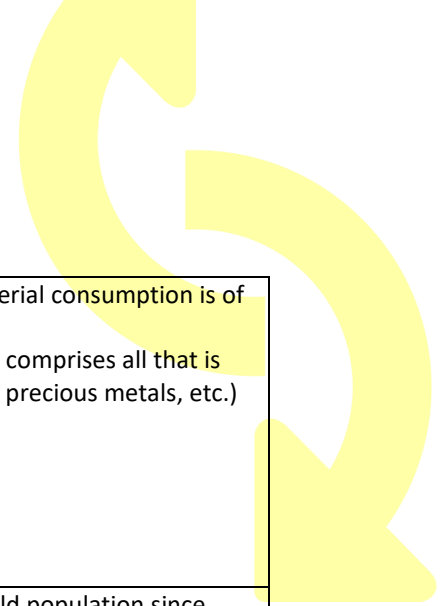 erial consumption is of
comprises all that is
precious metals, etc.)
ld population since